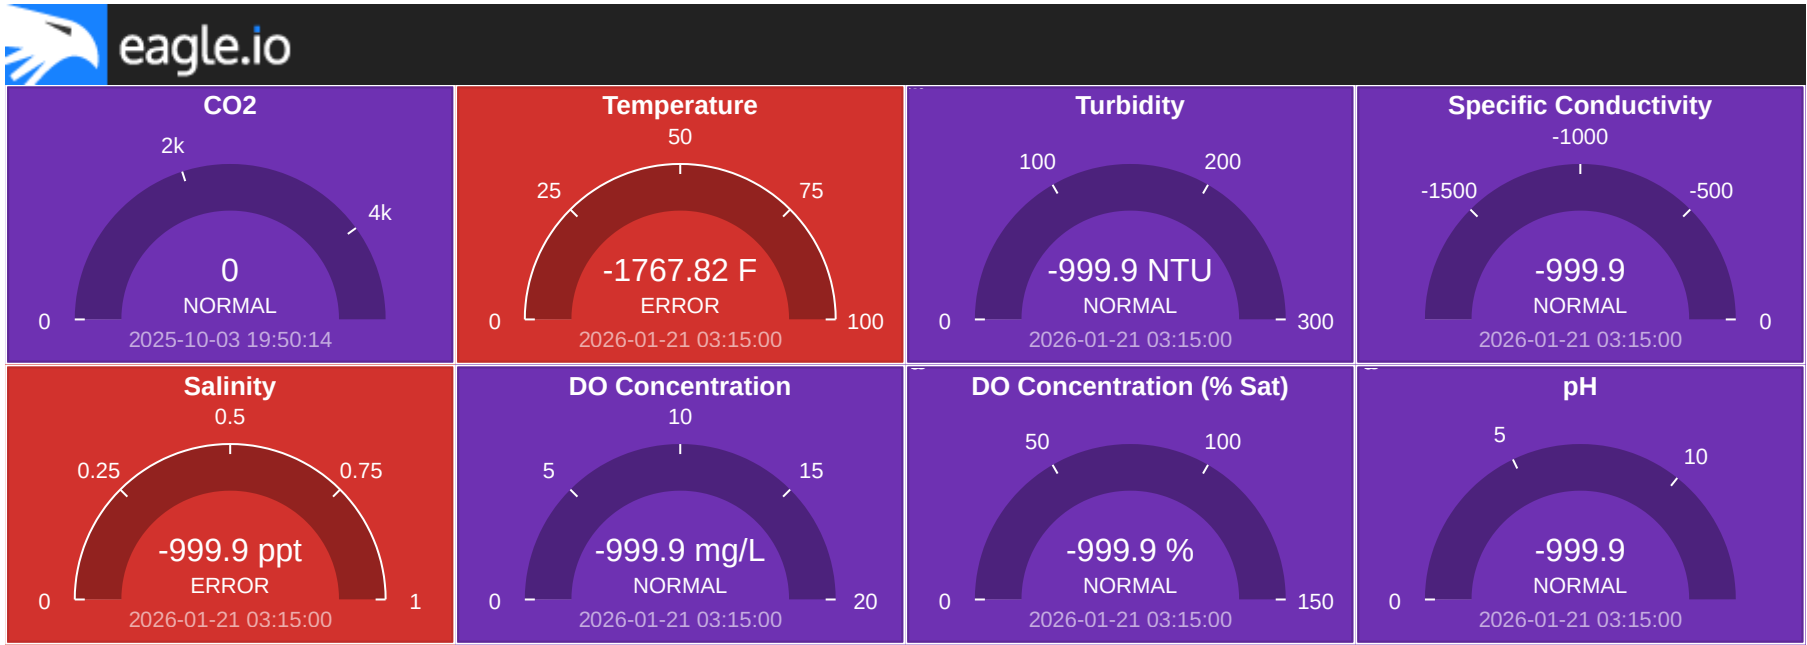 eagle.io
CO2
2k
4k
0
NORMAL
0
2025-10-03 19:50:14
Temperature
50
25
75
-1767.82 F
ERROR
0
100
2026-01-21 03:15:00
Turbidity
100
200
-999.9 NTU
NORMAL
0
300
2026-01-21 03:15:00
Specific Conductivity
-1000
-1500
-500
-999.9
NORMAL
0
2026-01-21 03:15:00
Salinity
0.5
0.25
0.75
-999.9 ppt
ERROR
0
1
2026-01-21 03:15:00
DO Concentration
10
5
15
-999.9 mg/L
NORMAL
0
20
2026-01-21 03:15:00
DO Concentration (% Sat)
50
100
-999.9 %
NORMAL
0
150
2026-01-21 03:15:00
pH
5
10
-999.9
NORMAL
0
2026-01-21 03:15:00